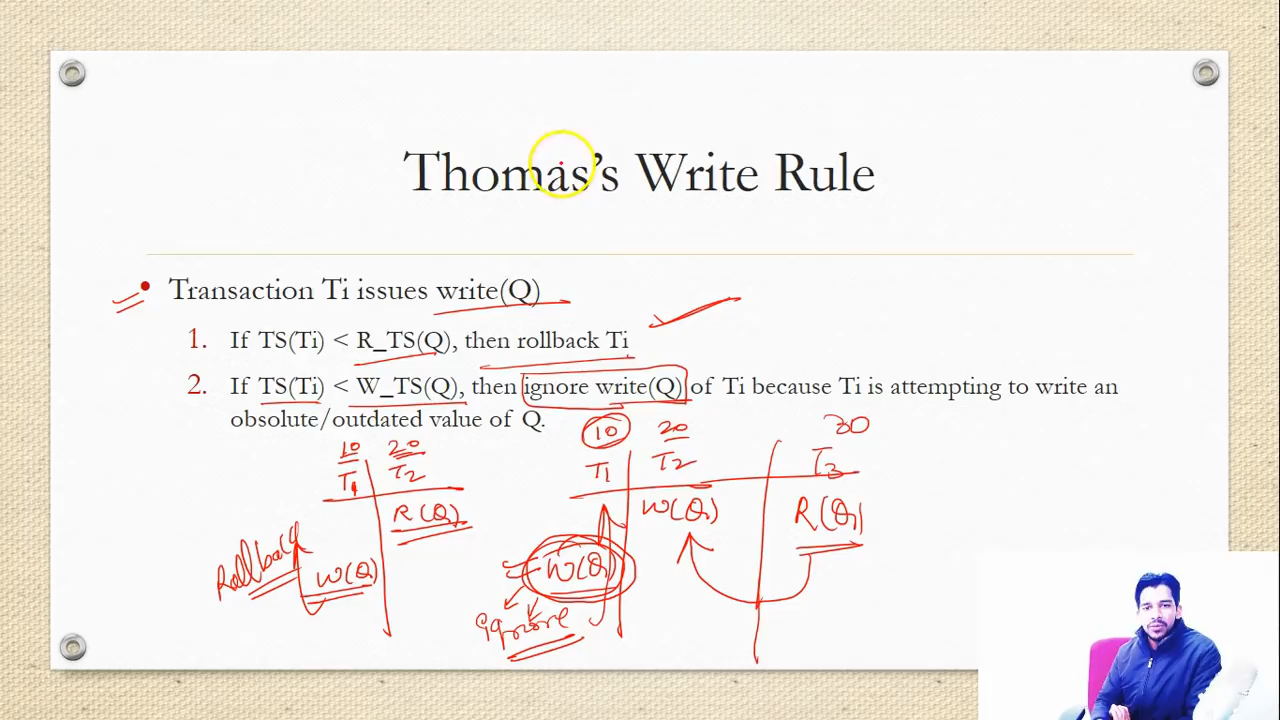 Thomas's Write Rule
• Transaction Ti issues write(Q)
1. If TS(Ti) < R_TS(Q), then rollback Ti
2. If TS(Ti) < W_TS(Q), then ignore write(Q) of Ti because Ti is attempting to write an
obsolute/outdated value of Q.
10 20
T1 T2
R(Q)
Rollback W(Q)
10 20 30
T1 T2 T3
W(Q) R(Q)
W(Q)
ignore